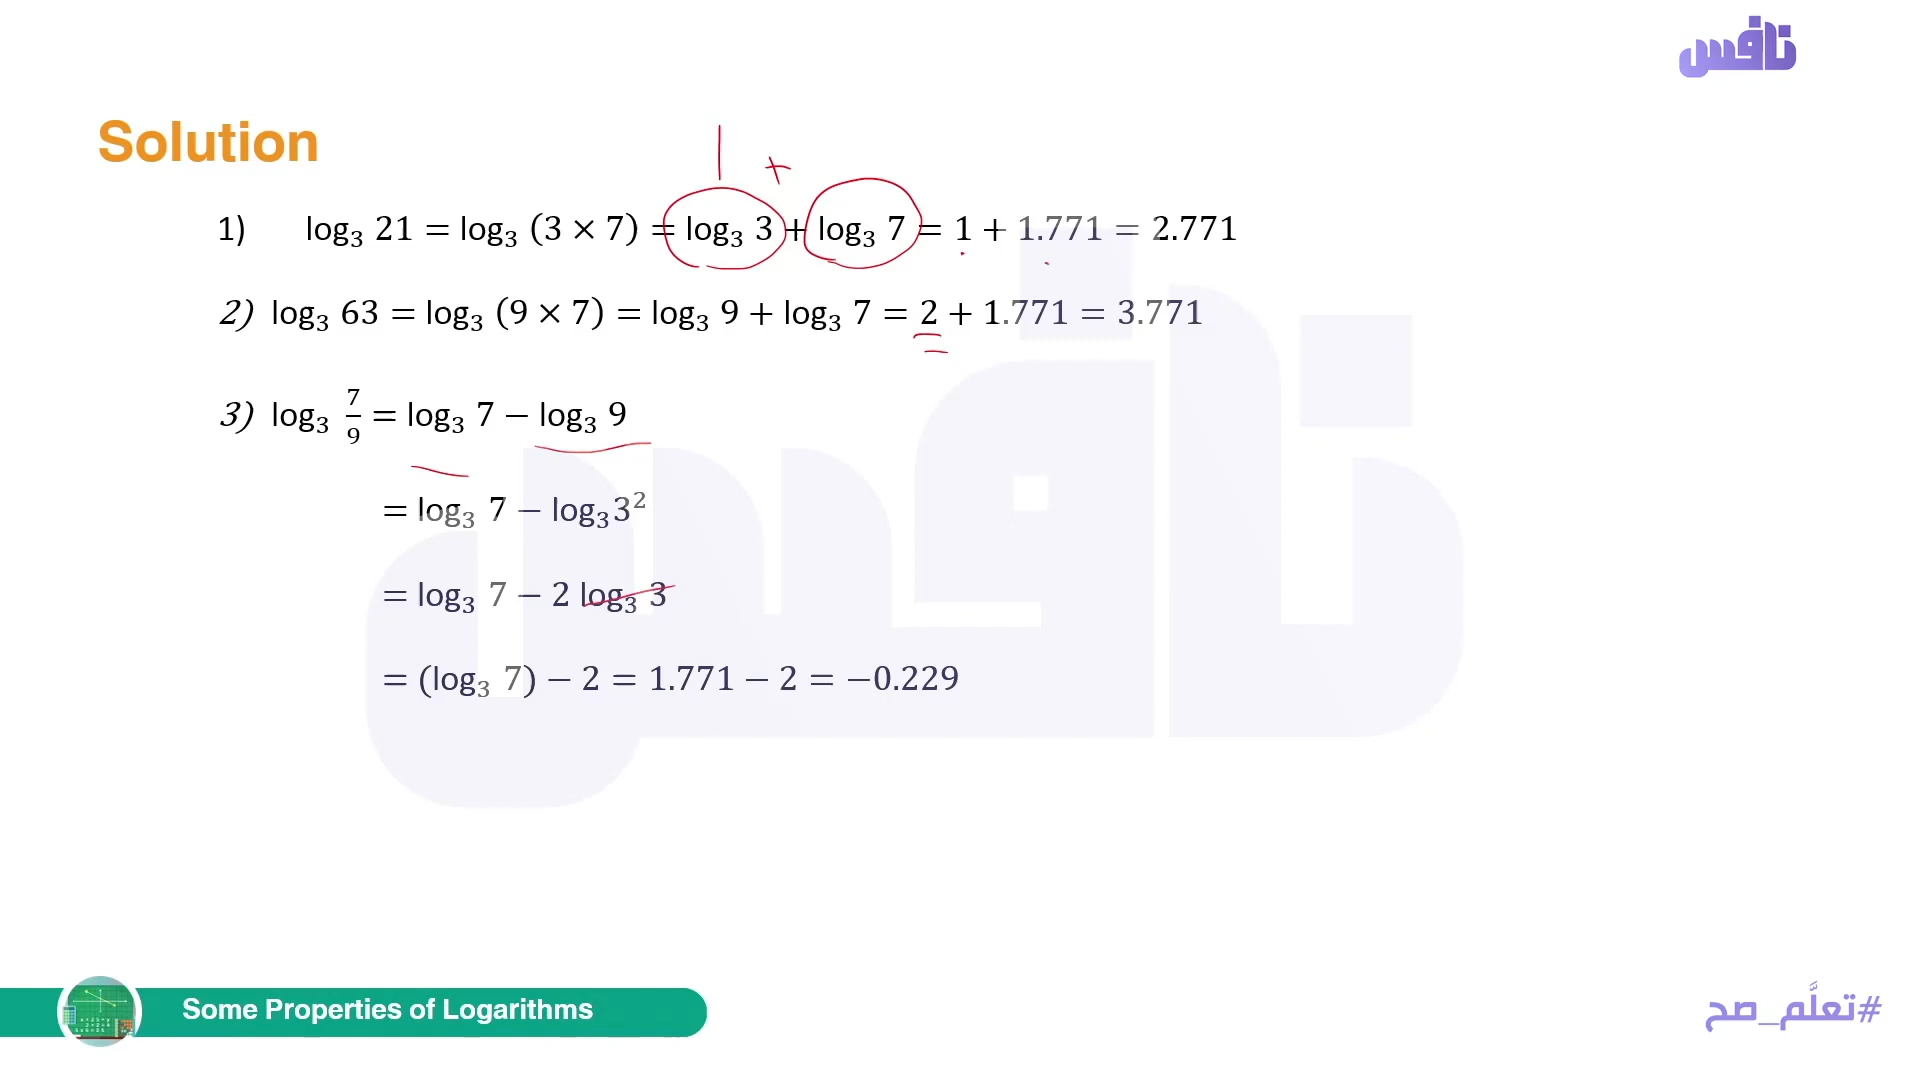 نافس
Solution
1) log₃ 21 = log₃ (3 × 7) = log₃ 3 + log₃ 7 = 1 + 1.771 = 2.771
2) log₃ 63 = log₃ (9 × 7) = log₃ 9 + log₃ 7 = 2 + 1.771 = 3.771
3) log₃ 7/9 = log₃ 7 − log₃ 9
= log₃ 7 − log₃3²
= log₃ 7 − 2 log₃ 3
= (log₃ 7) − 2 = 1.771 − 2 = −0.229
Some Properties of Logarithms
#تعلَّم_صح